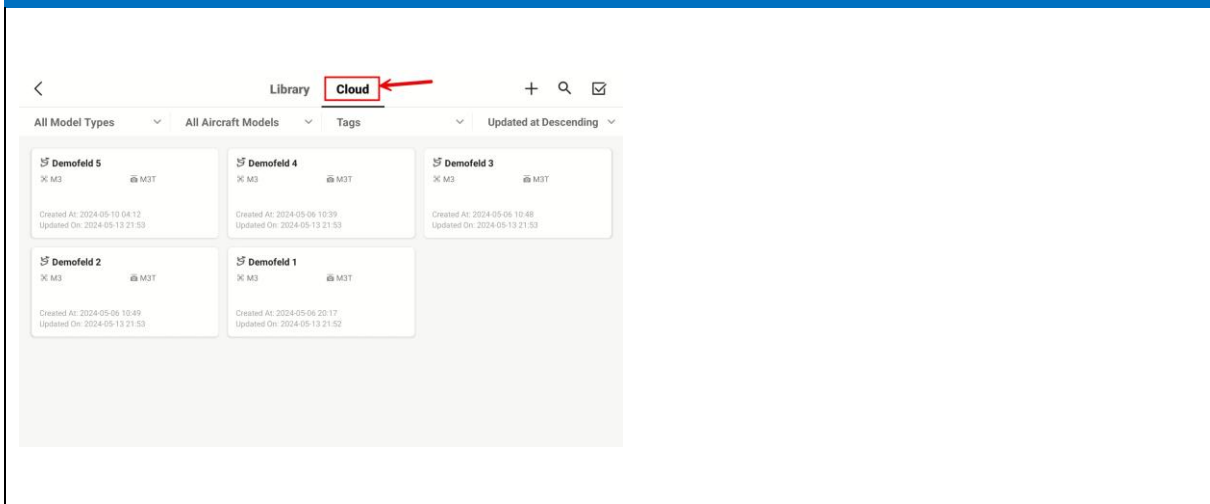 Library Cloud
All Model Types All Aircraft Models Tags Updated at Descending
Demofeld 5 Demofeld 4 Demofeld 3
M3 M3T M3 M3T M3 M3T
Created At: 2024-05-10 04:12 Created At: 2024-05-06 10:39 Created At: 2024-05-06 10:48
Updated On: 2024-05-13 21:53 Updated On: 2024-05-13 21:53 Updated On: 2024-05-13 21:53
Demofeld 2 Demofeld 1
M3 M3T M3 M3T
Created At: 2024-05-06 10:49 Created At: 2024-05-06 20:17
Updated On: 2024-05-13 21:53 Updated On: 2024-05-13 21:52